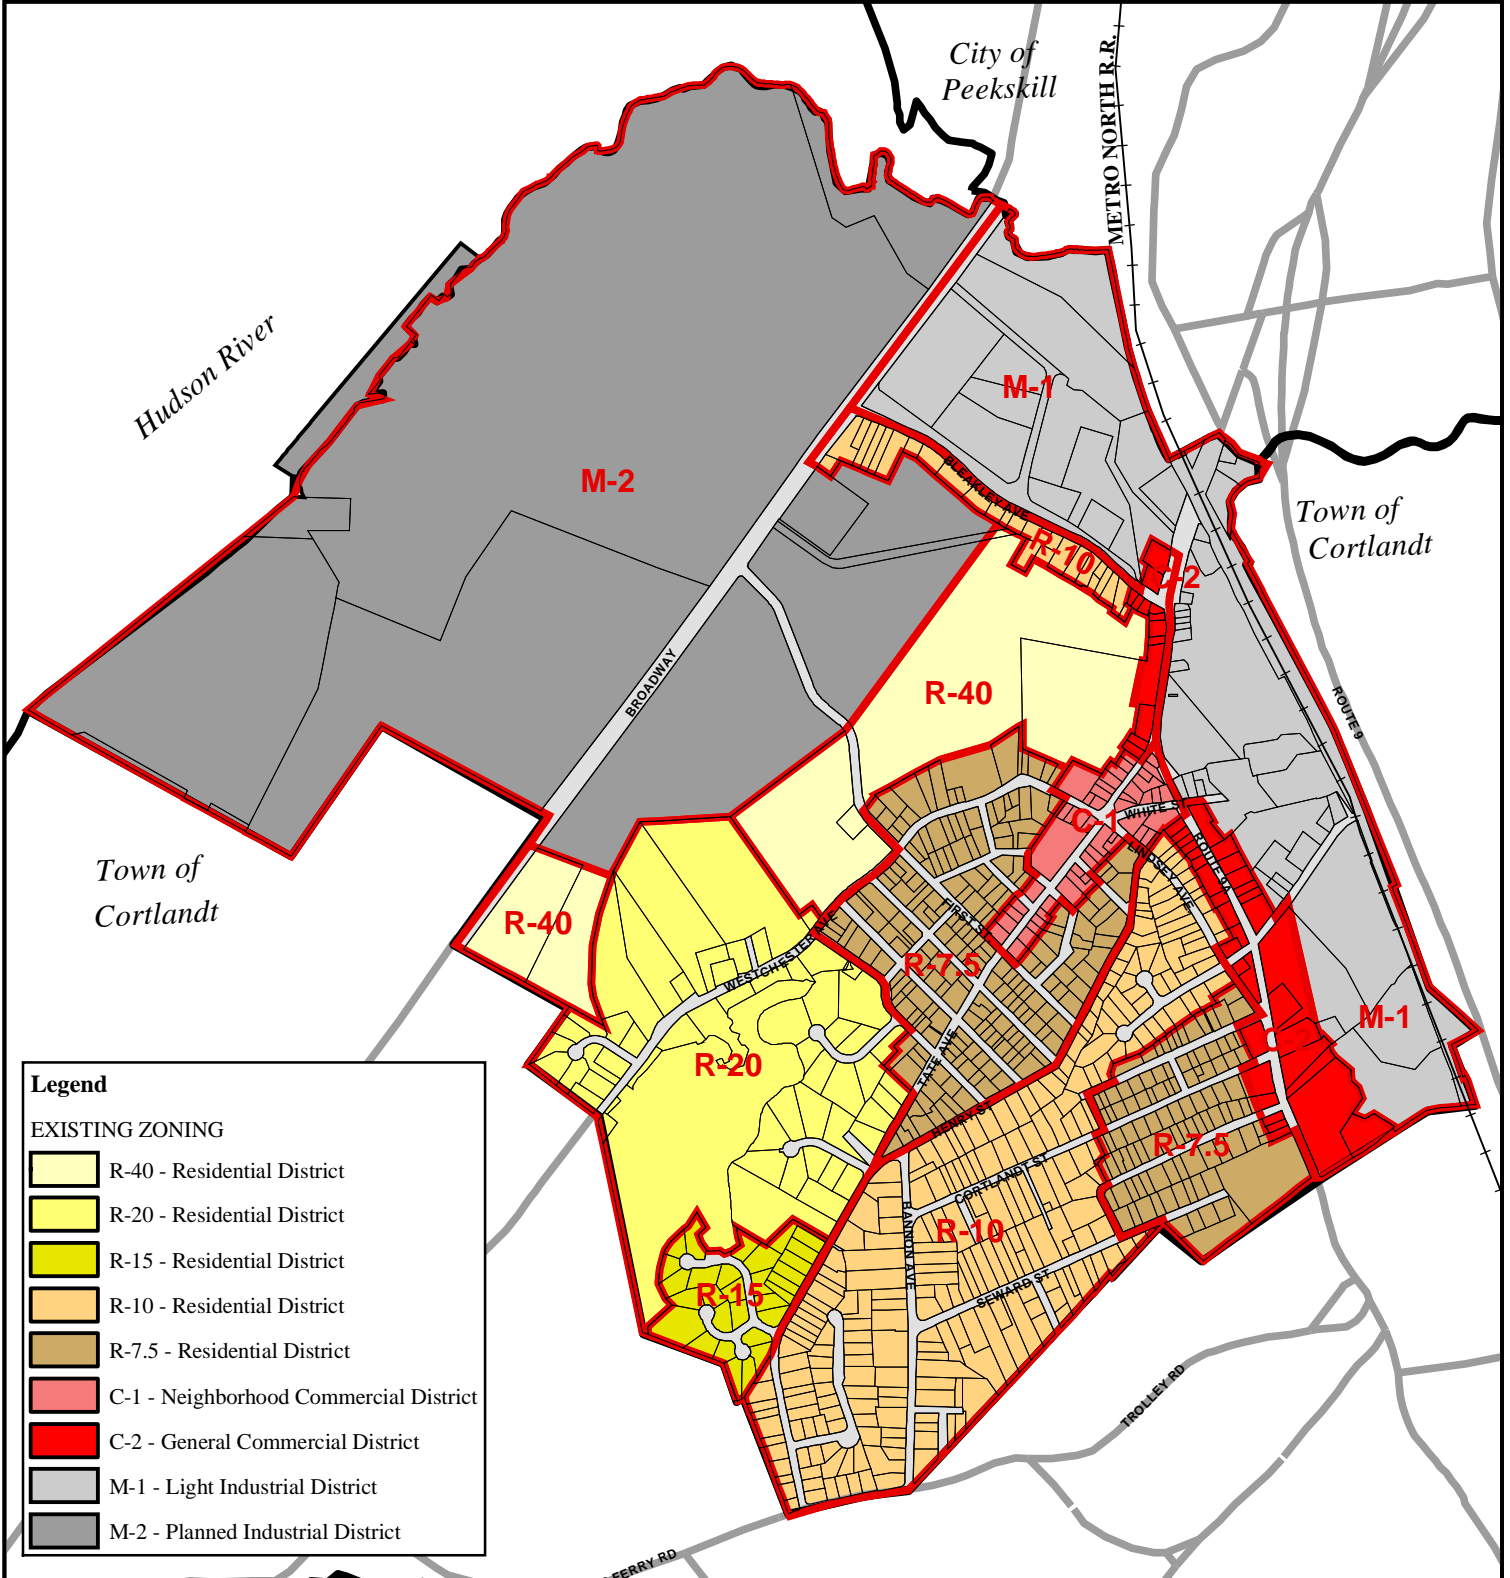 City of
Peekskill
METRO NORTH R.R.
Hudson River
M-1
M-2
BLEAKLEY AVE
Town of
Cortlandt
R-10
C-2
BROADWAY
R-40
ROUTE 9
C-1
WHITE ST
LINDSEY AVE
ROUTE 9A
Town of
Cortlandt
R-40
FIRST ST
WESTCHESTER AVE
R-7.5
M-1
C-2
R-20
TATE AVE
HENRY ST
R-7.5
CORTLANDT ST
BANNON AVE
R-10
SEWARD ST
R-15
TROLLEY RD
FERRY RD
Legend
EXISTING ZONING
R-40 - Residential District
R-20 - Residential District
R-15 - Residential District
R-10 - Residential District
R-7.5 - Residential District
C-1 - Neighborhood Commercial District
C-2 - General Commercial District
M-1 - Light Industrial District
M-2 - Planned Industrial District